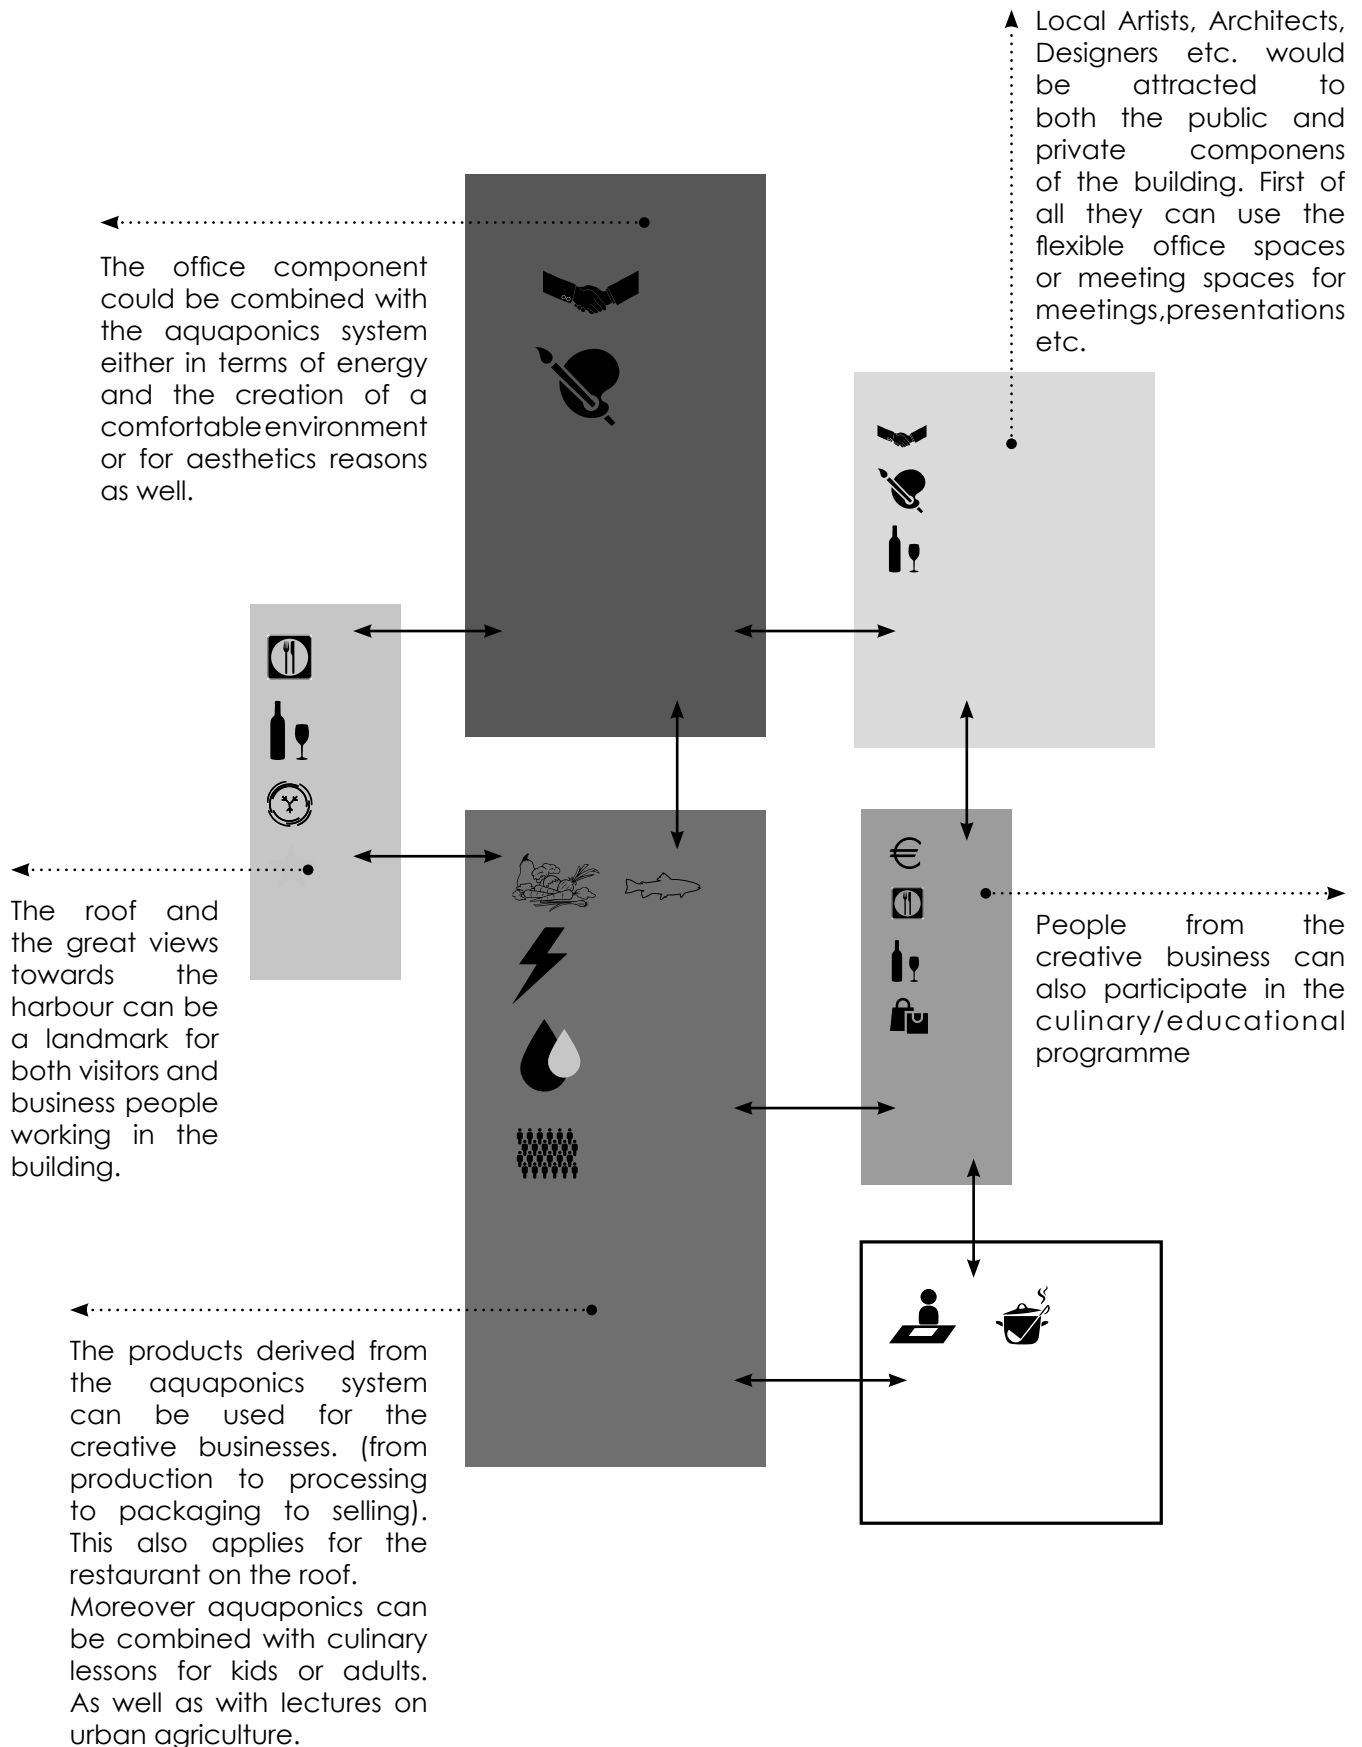 Local Artists, Architects,
Designers etc. would
be attracted to
both the public and
private componens
of the building. First of
all they can use the
flexible office spaces
or meeting spaces for
meetings,presentations
etc.
The office component
could be combined with
the aquaponics system
either in terms of energy
and the creation of a
comfortable environment
or for aesthetics reasons
as well.
The roof and
the great views
towards the
harbour can be
a landmark for
both visitors and
business people
working in the
building.
People from the
creative business can
also participate in the
culinary/educational
programme
The products derived from
the aquaponics system
can be used for the
creative businesses. (from
production to processing
to packaging to selling).
This also applies for the
restaurant on the roof.
Moreover aquaponics can
be combined with culinary
lessons for kids or adults.
As well as with lectures on
urban agriculture.